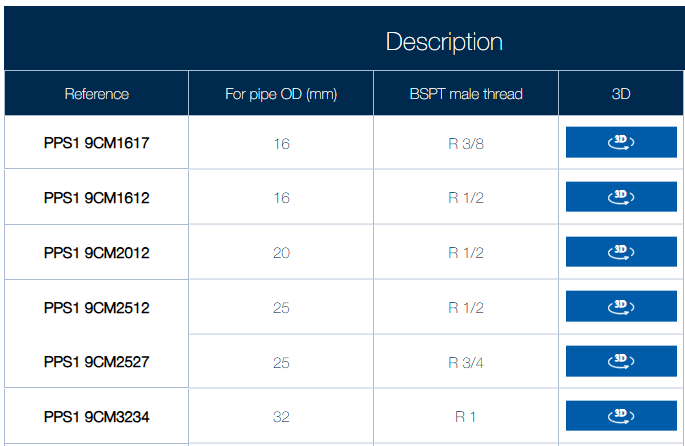 Description
Reference For pipe OD (mm) BSPT male thread 3D
PPS1 9CM1617 16 R 3/8 3D
PPS1 9CM1612 16 R 1/2 3D
PPS1 9CM2012 20 R 1/2 3D
PPS1 9CM2512 25 R 1/2 3D
PPS1 9CM2527 25 R 3/4 3D
PPS1 9CM3234 32 R 1 3D